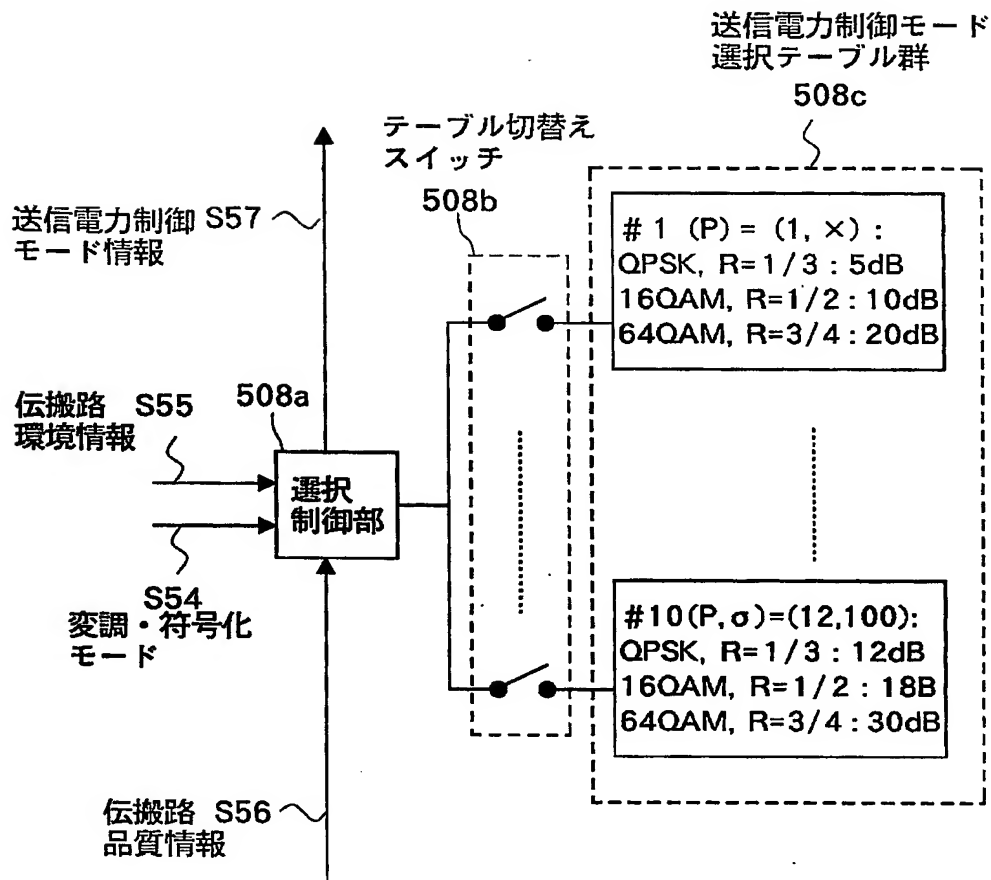 送信電力制御モード
選択テーブル群
508c
テーブル切替え
スイッチ
508b
送信電力制御 S57
モード情報
#1 (P) = (1, ×) :
QPSK, R=1/3 : 5dB
16QAM, R=1/2 : 10dB
64QAM, R=3/4 : 20dB
伝搬路 S55
環境情報
508a
選択
制御部
S54
変調・符号化
モード
#10(P,σ)=(12,100):
QPSK, R=1/3 : 12dB
16QAM, R=1/2 : 18B
64QAM, R=3/4 : 30dB
伝搬路 S56
品質情報